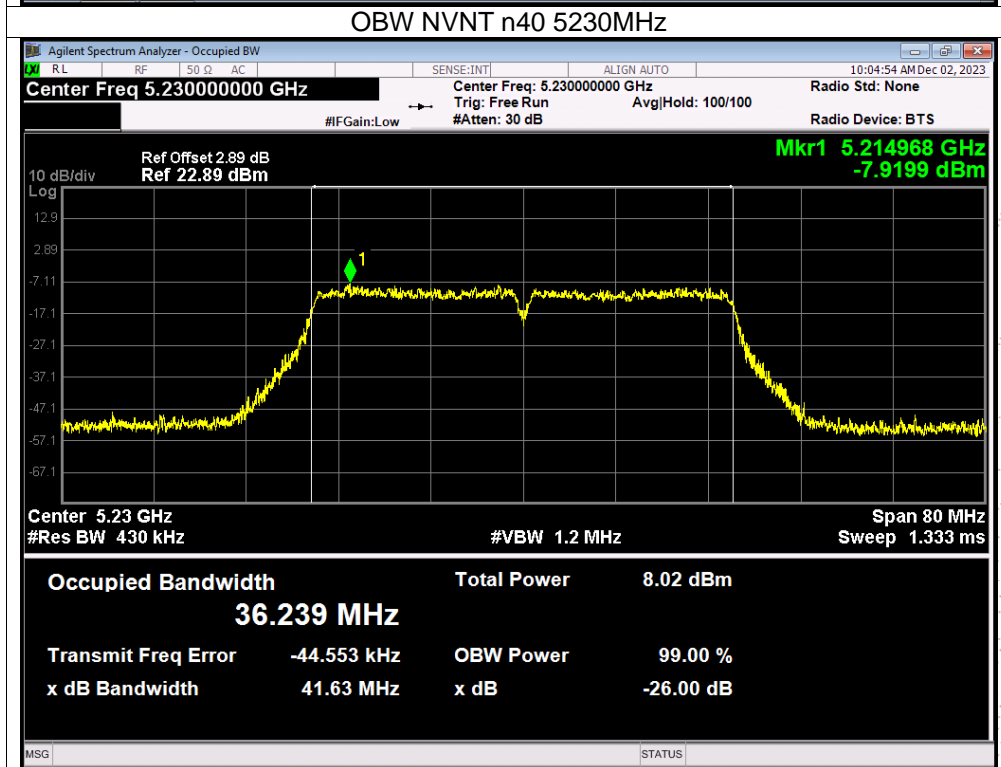 OBW NVNT n40 5230MHz
Agilent Spectrum Analyzer - Occupied BW
LXI RL RF 50 Ω AC SENSE:INT ALIGN AUTO 10:04:54 AM Dec 02, 2023
Center Freq 5.230000000 GHz Center Freq: 5.230000000 GHz Radio Std: None
Trig: Free Run Avg|Hold: 100/100
#IFGain:Low #Atten: 30 dB Radio Device: BTS
Mkr1 5.214968 GHz
-7.9199 dBm
Ref Offset 2.89 dB
10 dB/div Ref 22.89 dBm
Log
12.9
2.89
-7.11
-17.1
-27.1
-37.1
-47.1
-57.1
-67.1
1
Center 5.23 GHz Span 80 MHz
#Res BW 430 kHz #VBW 1.2 MHz Sweep 1.333 ms
Occupied Bandwidth Total Power 8.02 dBm
36.239 MHz
Transmit Freq Error -44.553 kHz OBW Power 99.00 %
x dB Bandwidth 41.63 MHz x dB -26.00 dB
MSG STATUS